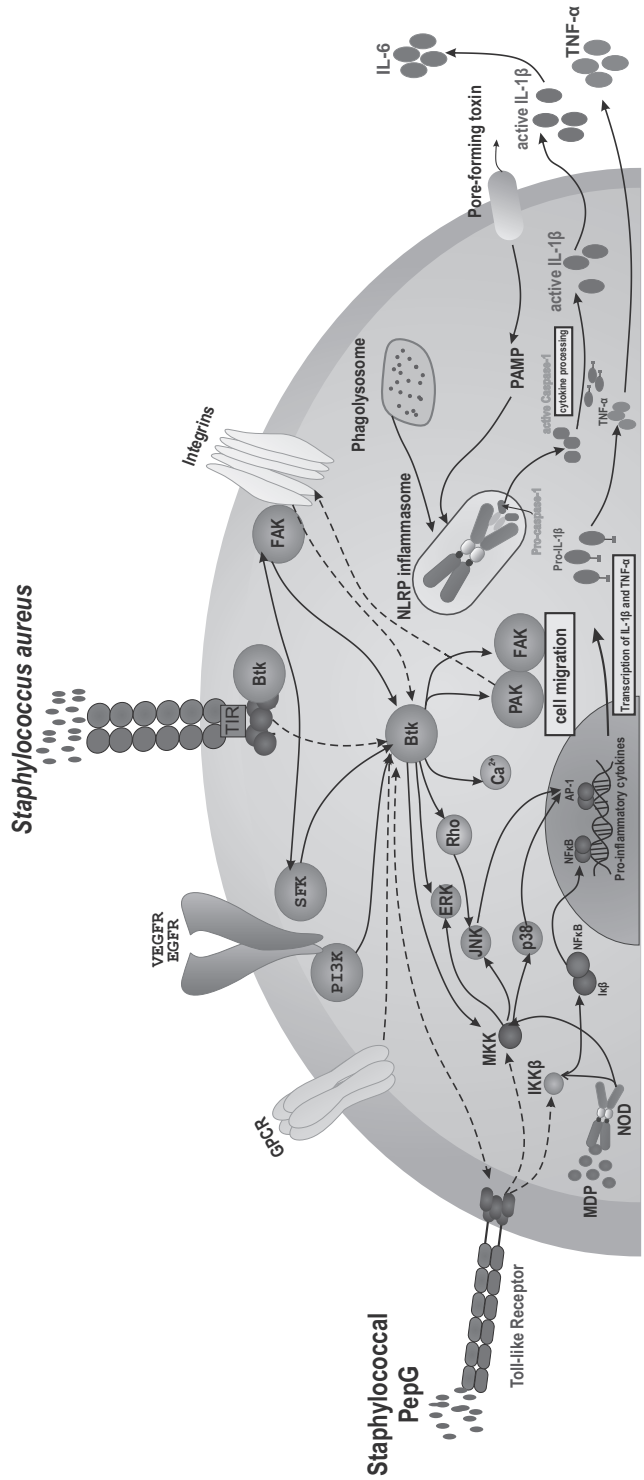 Staphylococcus aureus
TIR
Btk
Integrins
FAK
VEGFR
EGFR
SFK
PI3K
GPCR
Btk
Staphylococcal
PepG
Toll-like Receptor
Phagolysosome
Pore-forming toxin
PAMP
NLRP inflammasome
Pro-caspase-1
active Caspase-1
cytokine processing
active IL-1β
active IL-1β
IL-6
TNF-α
TNF-α
Pro-IL-1β
Transcription of IL-1β and TNF-α
PAK
FAK
cell migration
Ca2+
Rho
ERK
JNK
p38
MKK
IKKβ
NFκB
Iκβ
NFκB
AP-1
Pro-inflammatory cytokines
MDP
NOD